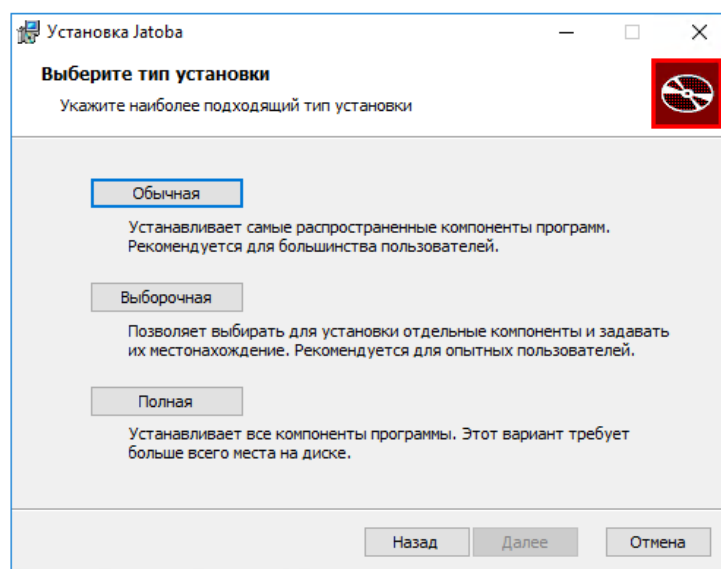 Установка Jatoba
Выберите тип установки
Укажите наиболее подходящий тип установки
Обычная
Устанавливает самые распространенные компоненты программ.
Рекомендуется для большинства пользователей.
Выборочная
Позволяет выбирать для установки отдельные компоненты и задавать
их местонахождение. Рекомендуется для опытных пользователей.
Полная
Устанавливает все компоненты программы. Этот вариант требует
больше всего места на диске.
Назад
Далее
Отмена